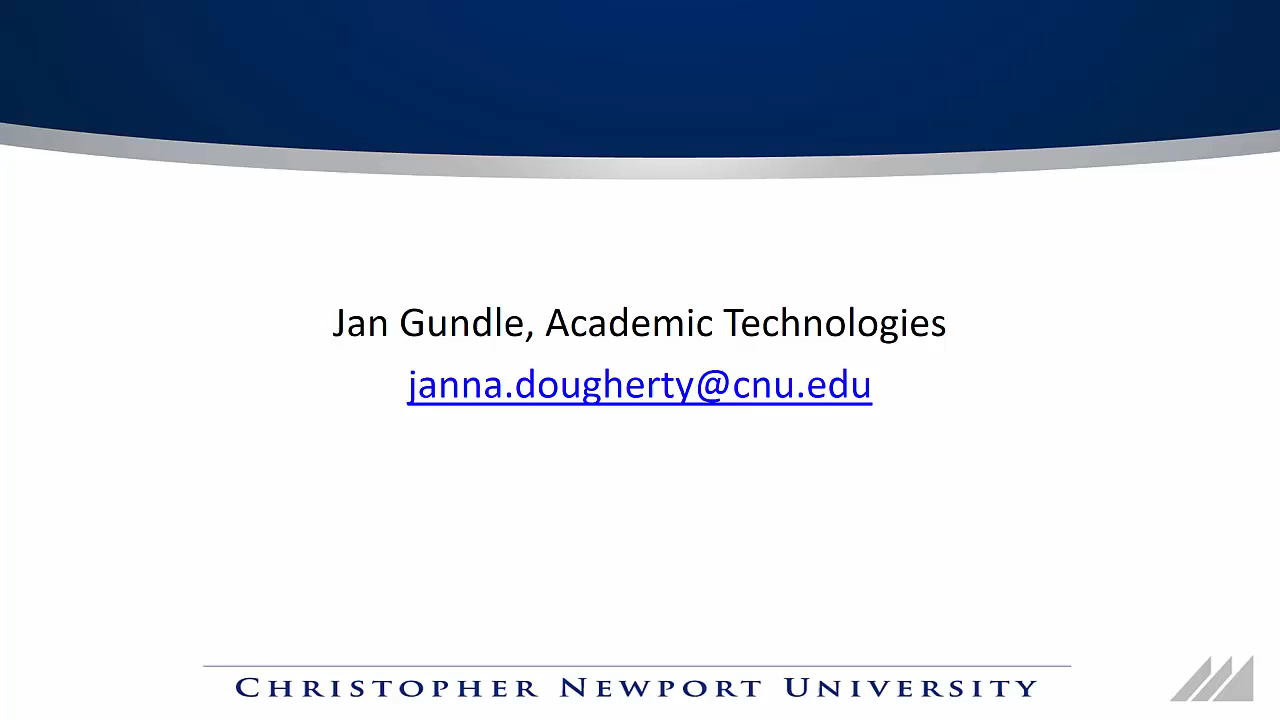 Jan Gundle, Academic Technologies
janna.dougherty@cnu.edu
CHRISTOPHER NEWPORT UNIVERSITY